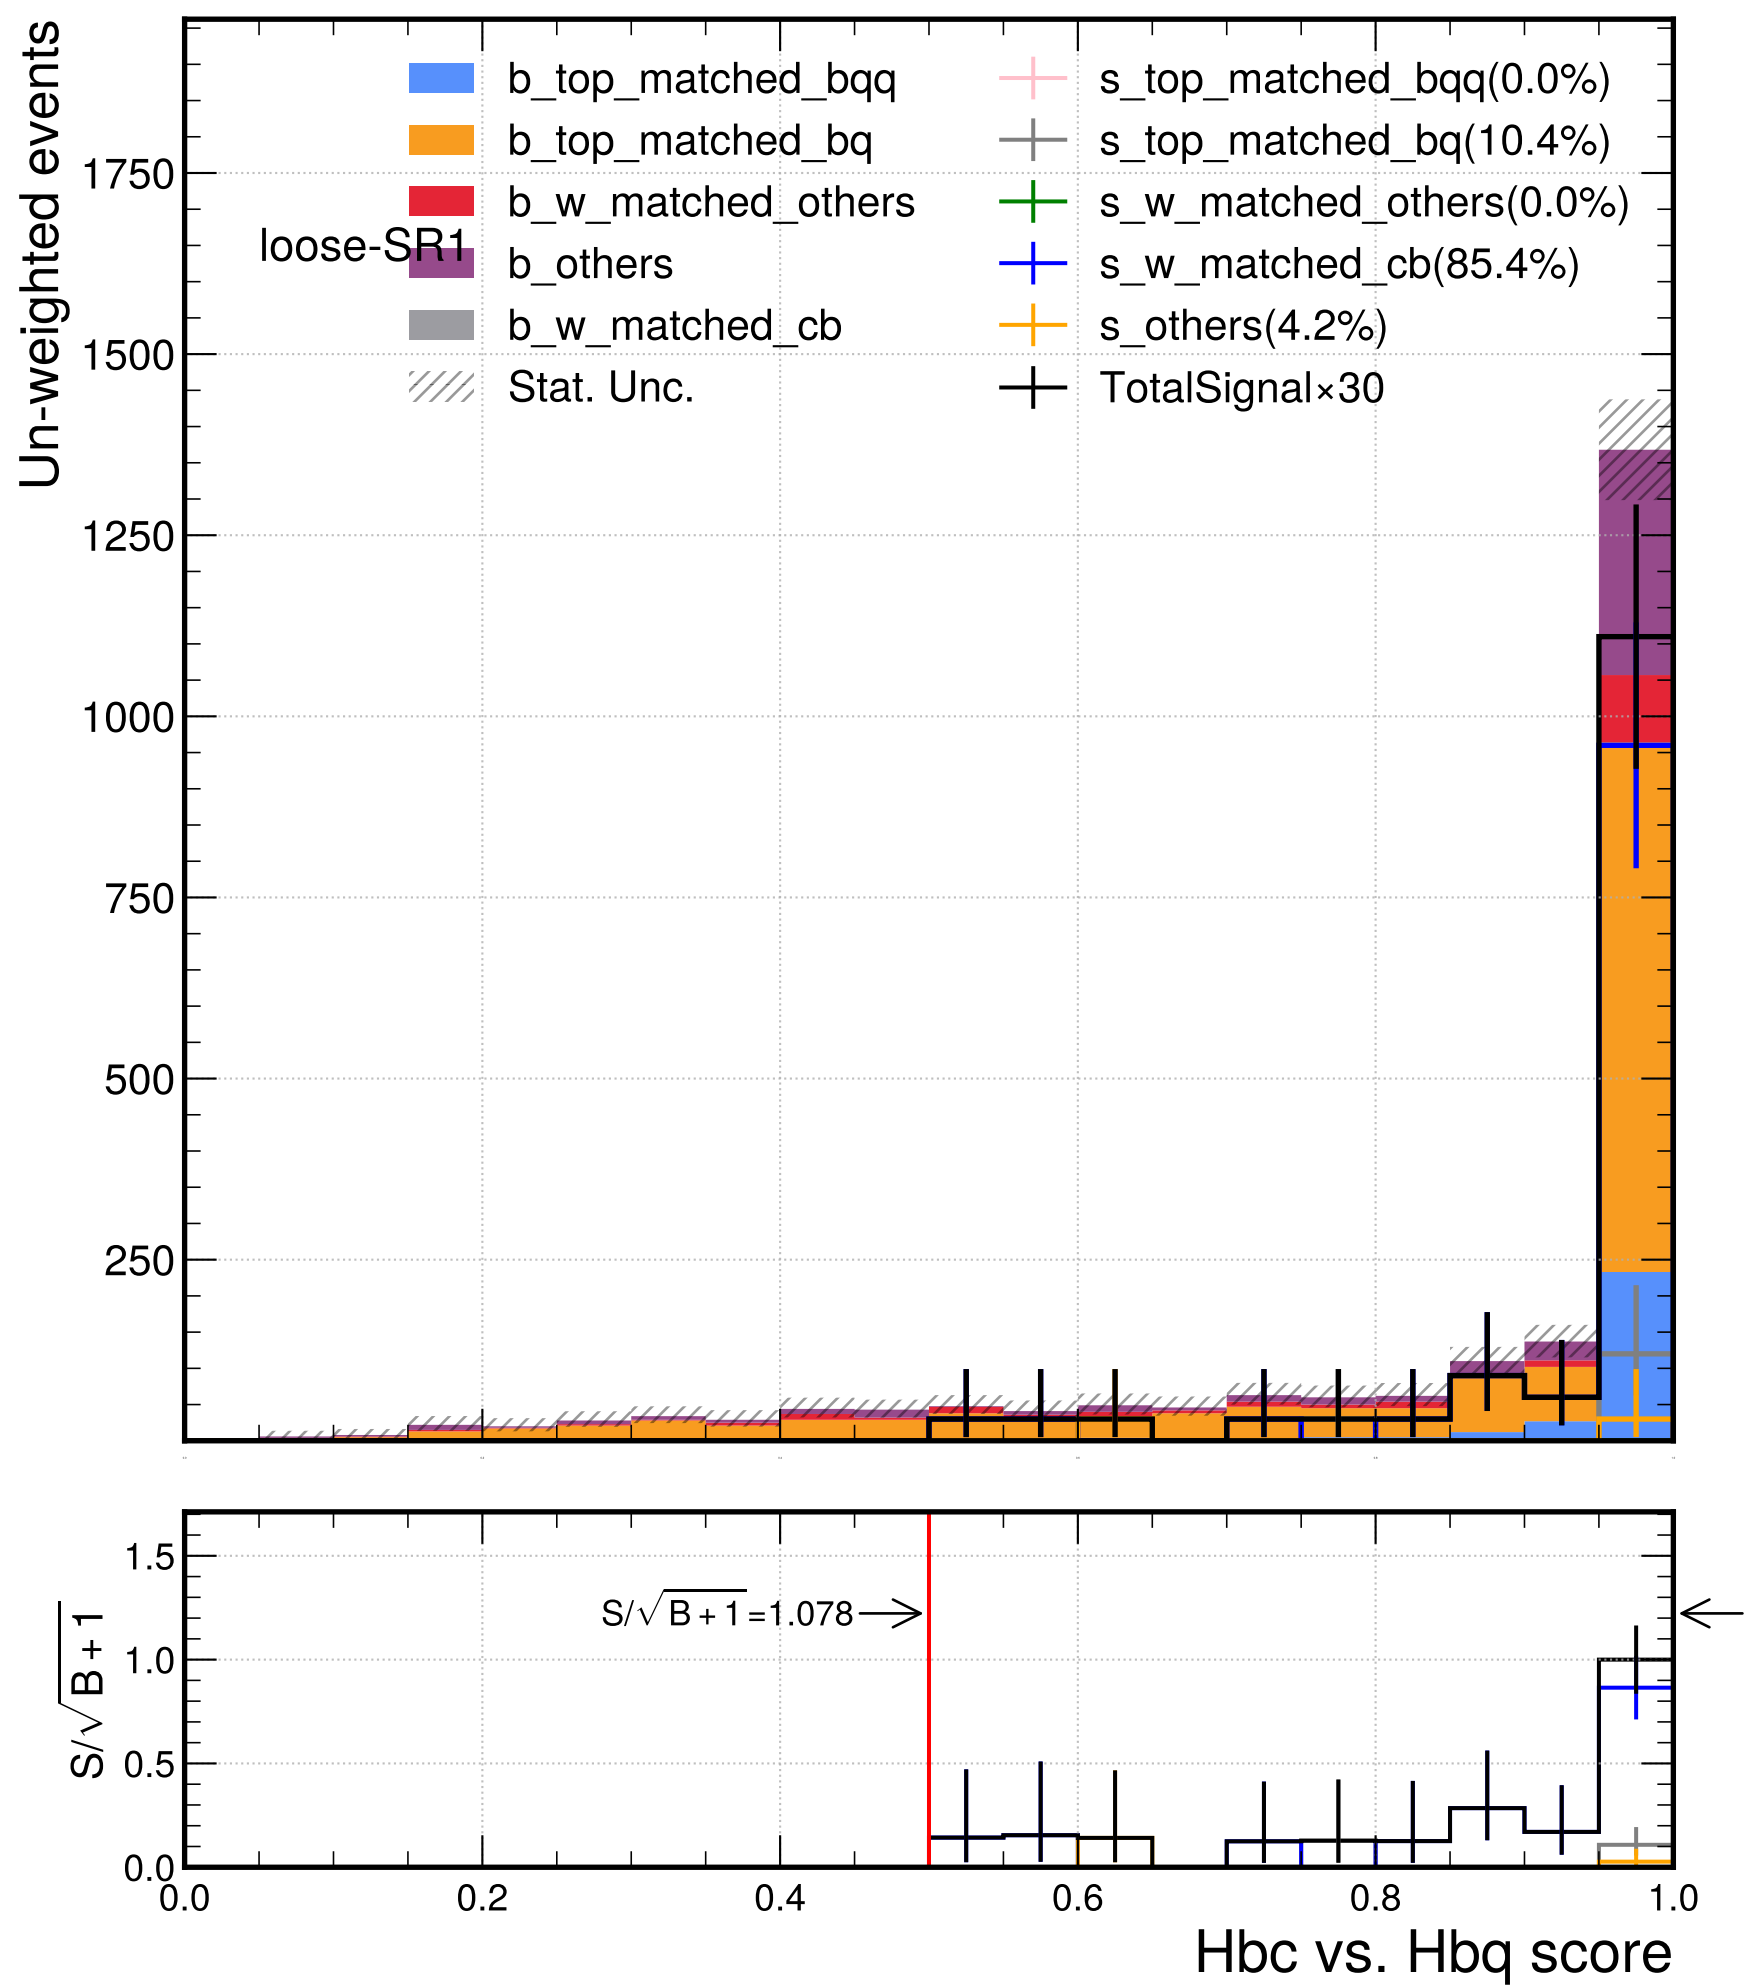 Un-weighted events
b_top_matched_bqq
b_top_matched_bq
b_w_matched_others
b_others
b_w_matched_cb
Stat. Unc.
s_top_matched_bqq(0.0%)
s_top_matched_bq(10.4%)
s_w_matched_others(0.0%)
s_w_matched_cb(85.4%)
s_others(4.2%)
TotalSignal×30
loose-SR1
1750
1500
1250
1000
750
500
250
S/√B+1
1.5
1.0
0.5
0.0
S/√B+1=1.078
0.0 0.2 0.4 0.6 0.8 1.0
Hbc vs. Hbq score